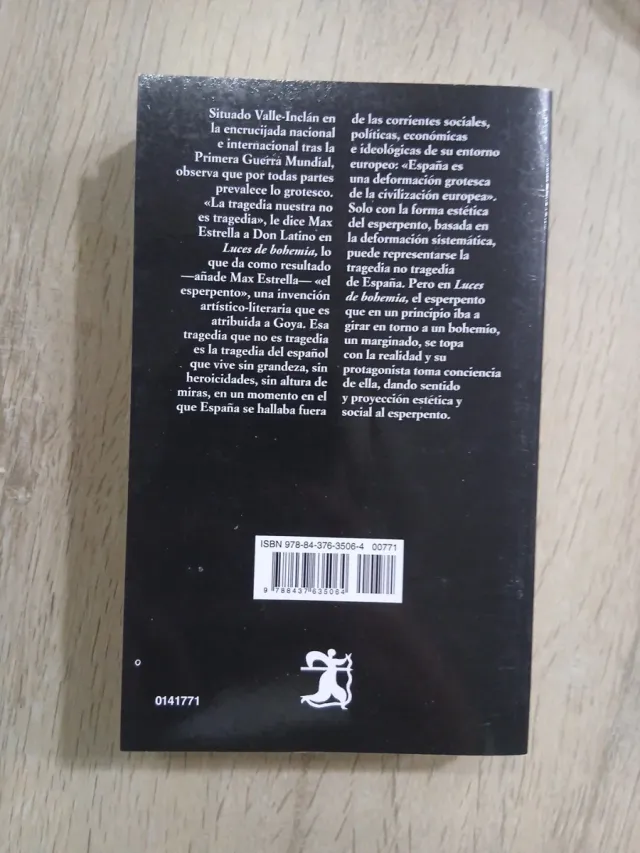 Situado Valle-Inclán en
la encrucijada nacional
e internacional tras la
Primera Guerra Mundial,
observa que por todas partes
prevalece lo grotesco.
«La tragedia nuestra no
es tragedia», le dice Max
Estrella a Don Latino en
Luces de bohemia, lo
que da como resultado
—añade Max Estrella— «el
esperpento», una invención
artístico-literaria que es
atribuida a Goya. Esa
tragedia que no es tragedia
es la tragedia del español
que vive sin grandeza, sin
heroicidades, sin altura de
miras, en un momento en el
que España se hallaba fuera
de las corrientes sociales,
políticas, económicas
e ideológicas de su entorno
europeo: «España es
una deformación grotesca
de la civilización europea».
Solo con la forma estética
del esperpento, basada en
la deformación sistemática,
puede representarse la
tragedia no tragedia
de España. Pero en Luces
de bohemia, el esperpento
que en un principio iba a
girar en torno a un bohemio,
un marginado, se topa
con la realidad y su
protagonista toma conciencia
de ella, dando sentido
y proyección estética y
social al esperpento.
ISBN 978-84-376-3506-4 00771
9 788437 635064
0141771